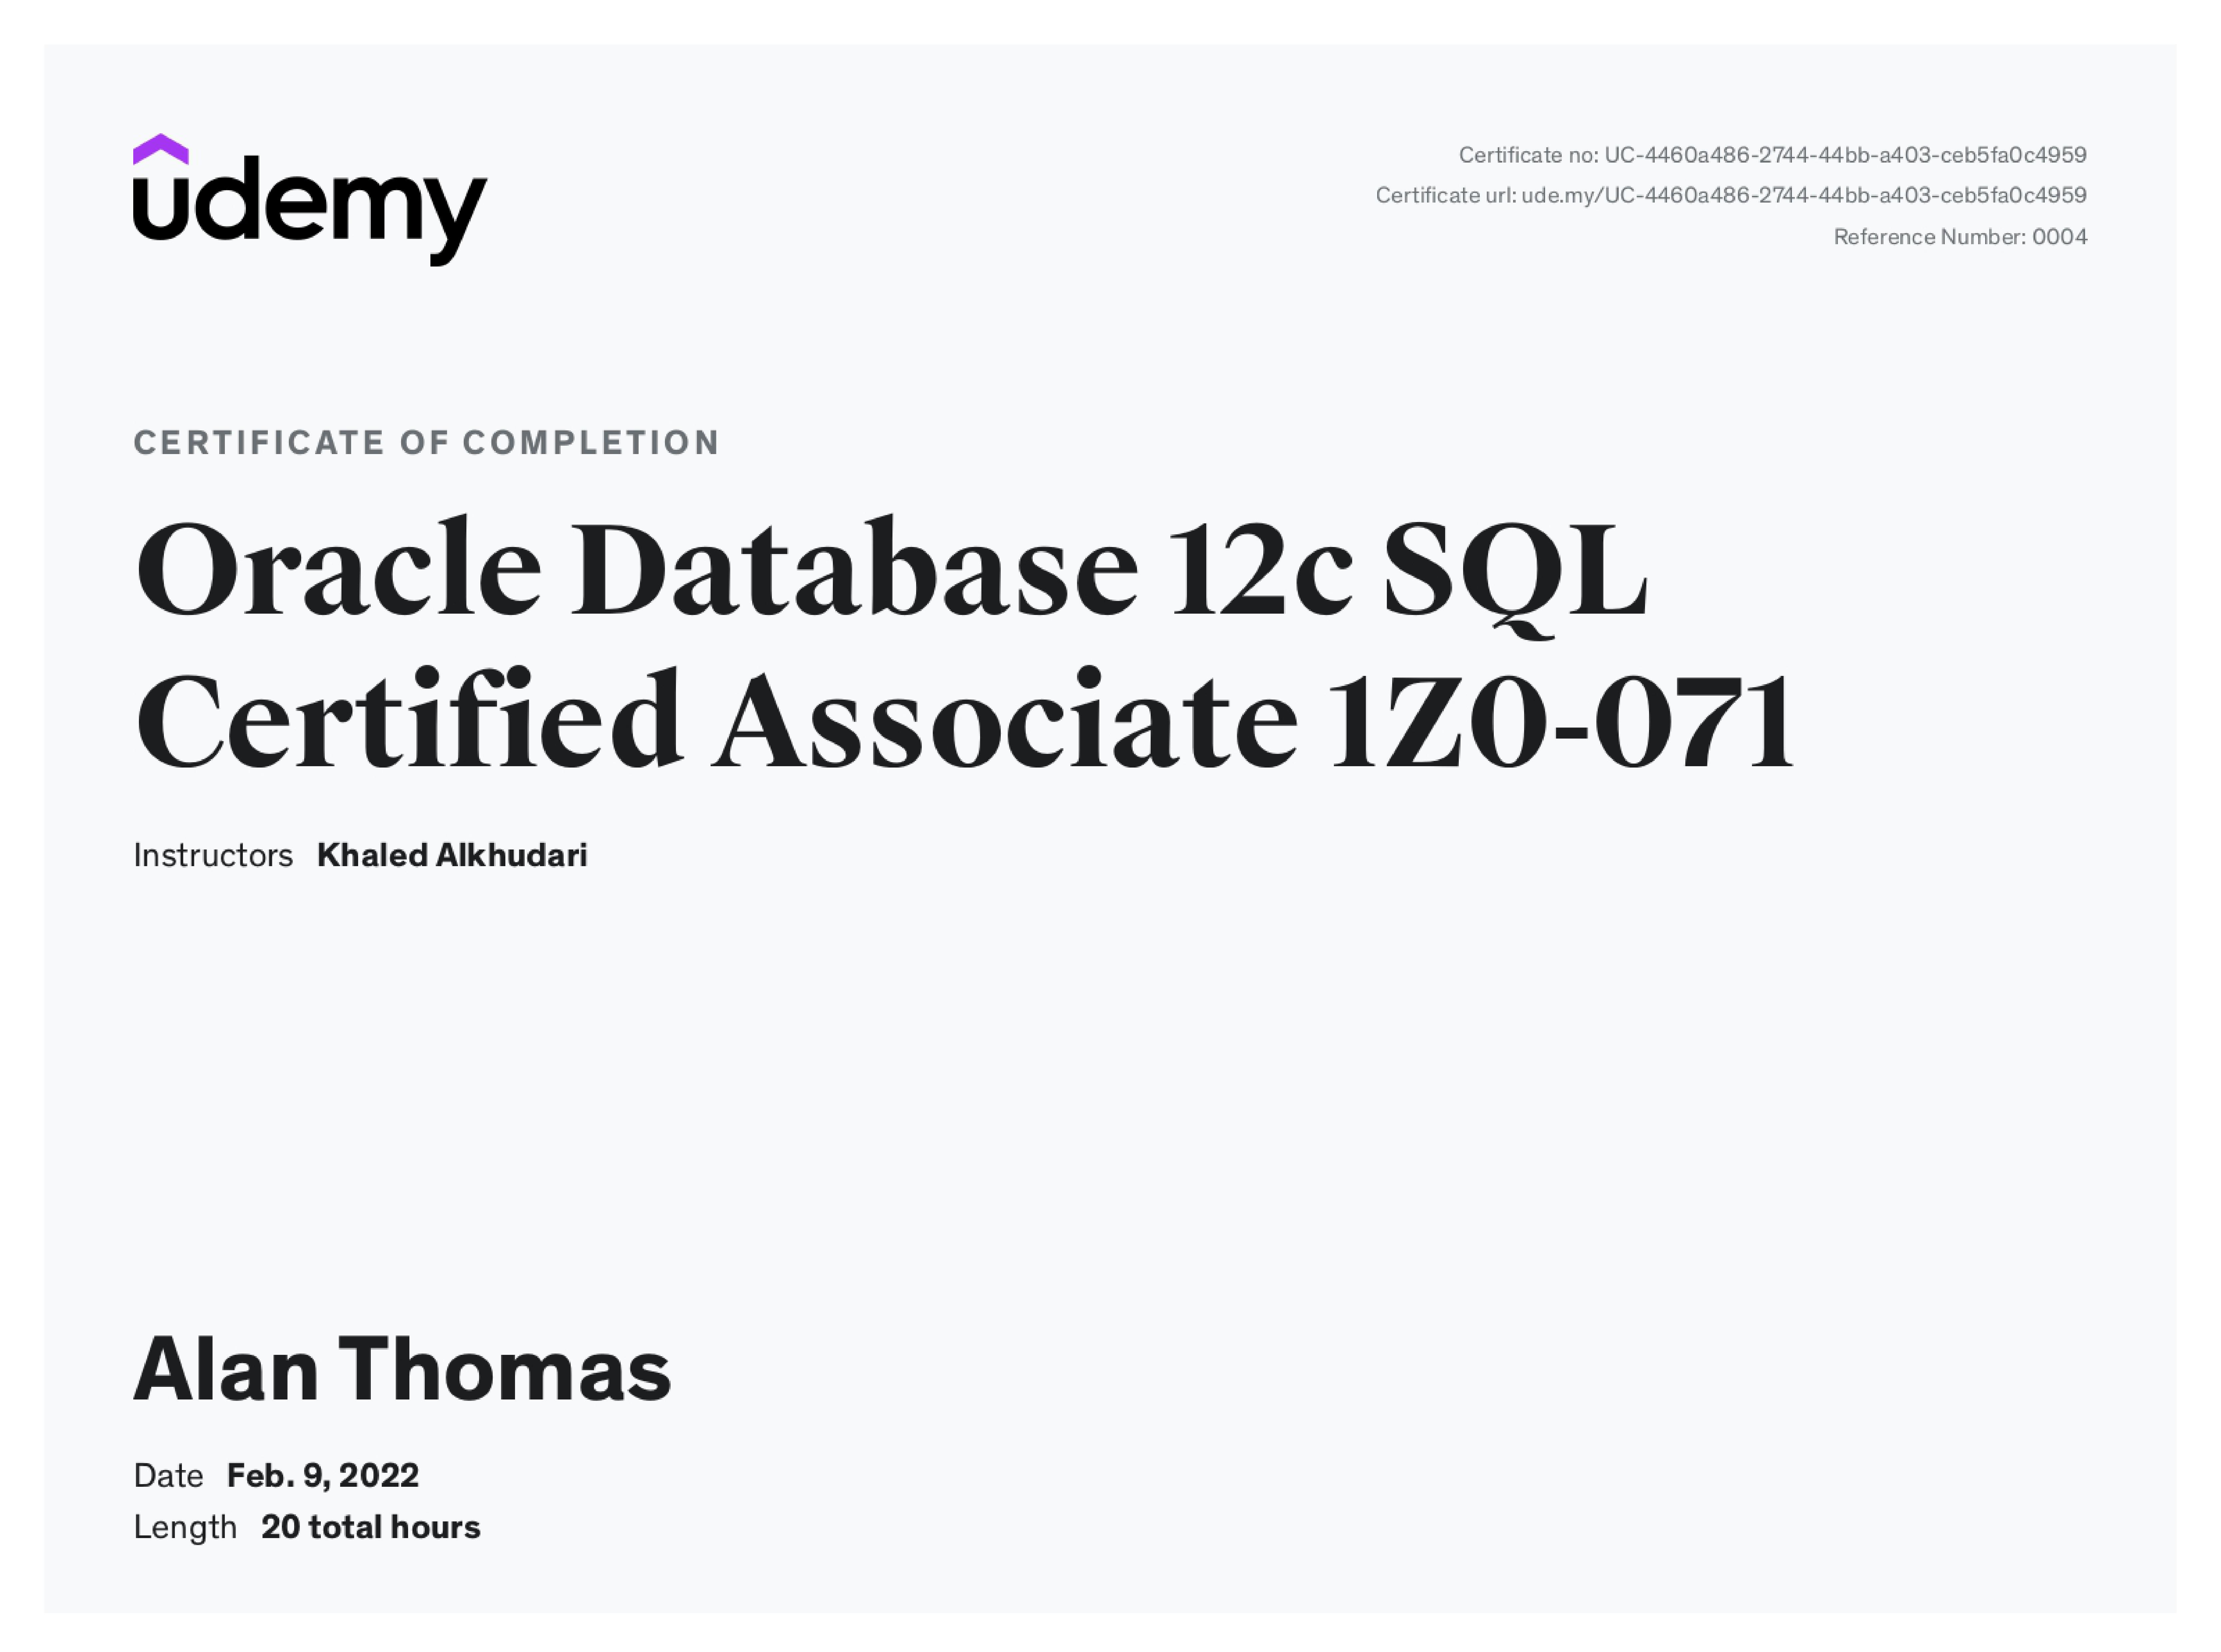 udemy
Certificate no: UC-4460a486-2744-44bb-a403-ceb5fa0c4959
Certificate url: ude.my/UC-4460a486-2744-44bb-a403-ceb5fa0c4959
Reference Number: 0004
CERTIFICATE OF COMPLETION
Oracle Database 12c SQL
Certified Associate 1Z0-071
Instructors Khaled Alkhudari
Alan Thomas
Date Feb. 9, 2022
Length 20 total hours